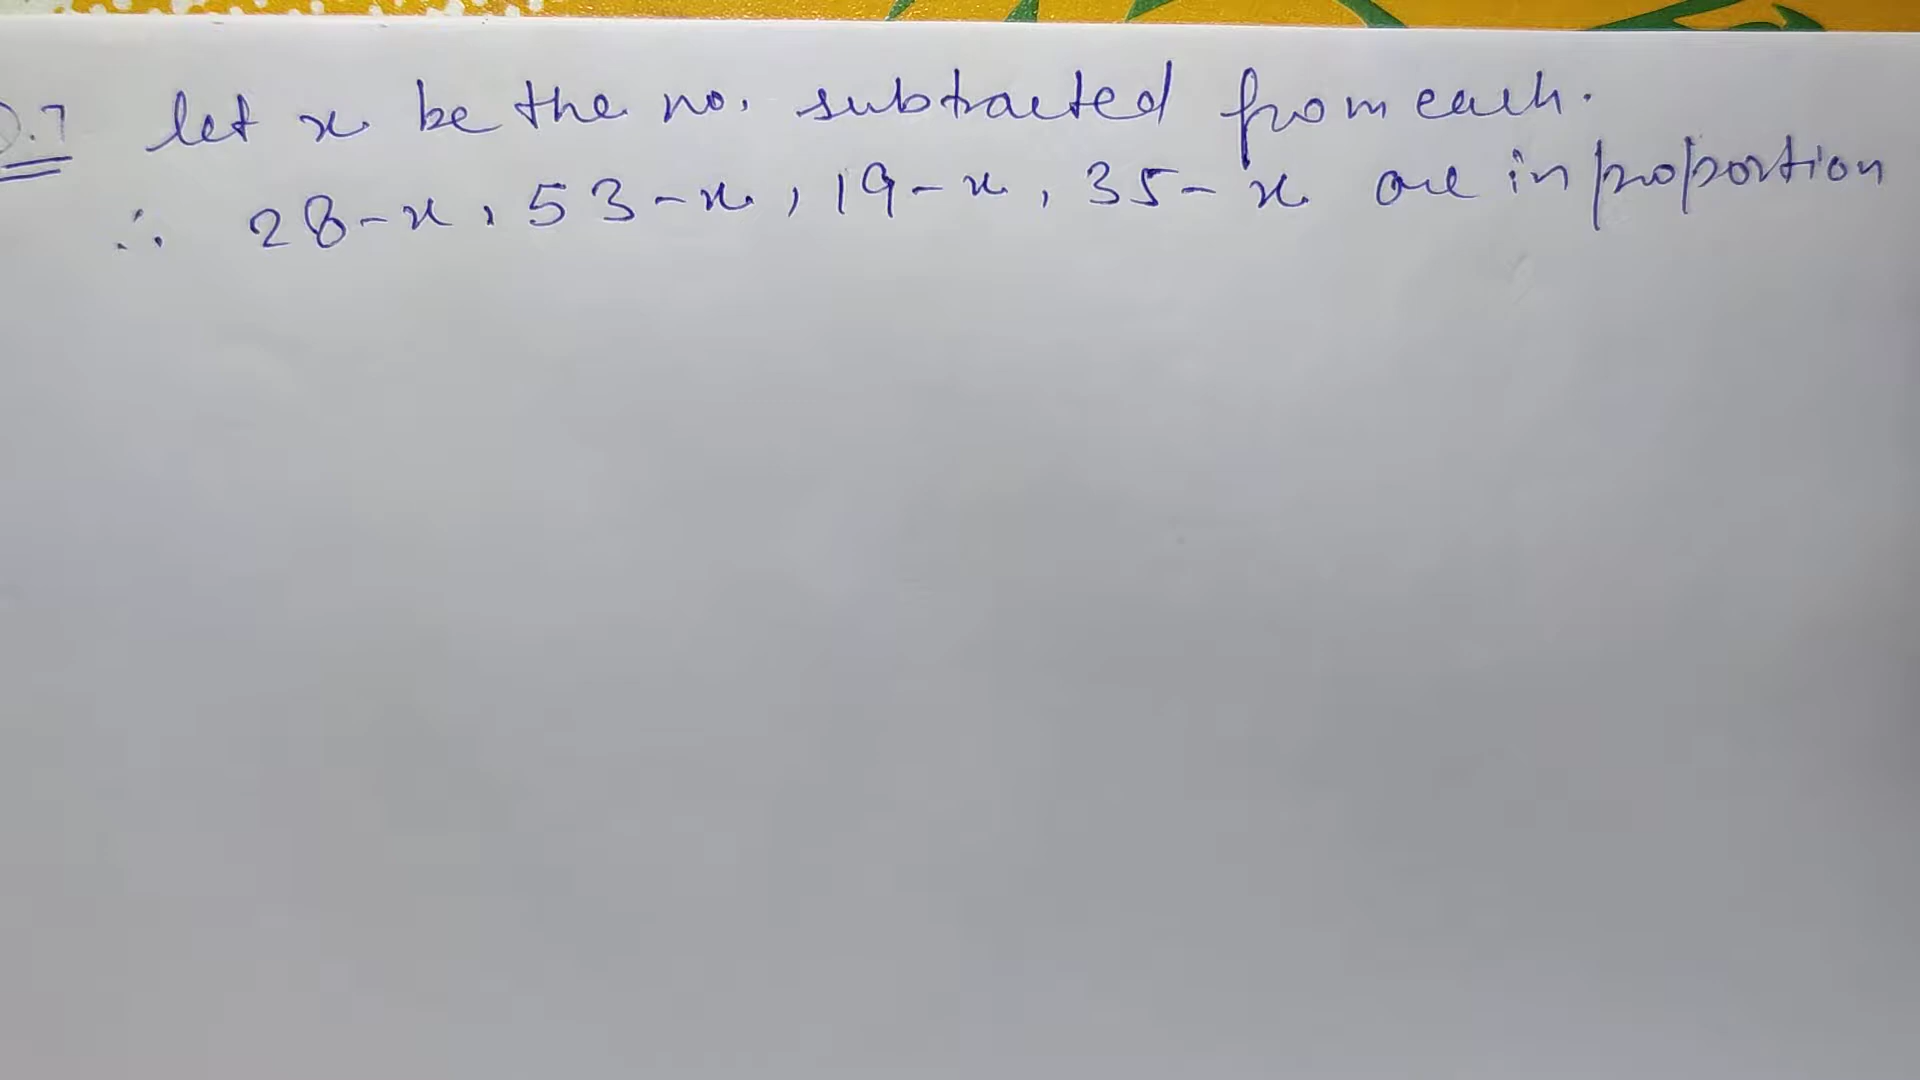 Q.7 let x be the no. subtracted from each.
∴ 28-x, 53-x, 19-x, 35-x are in proportion